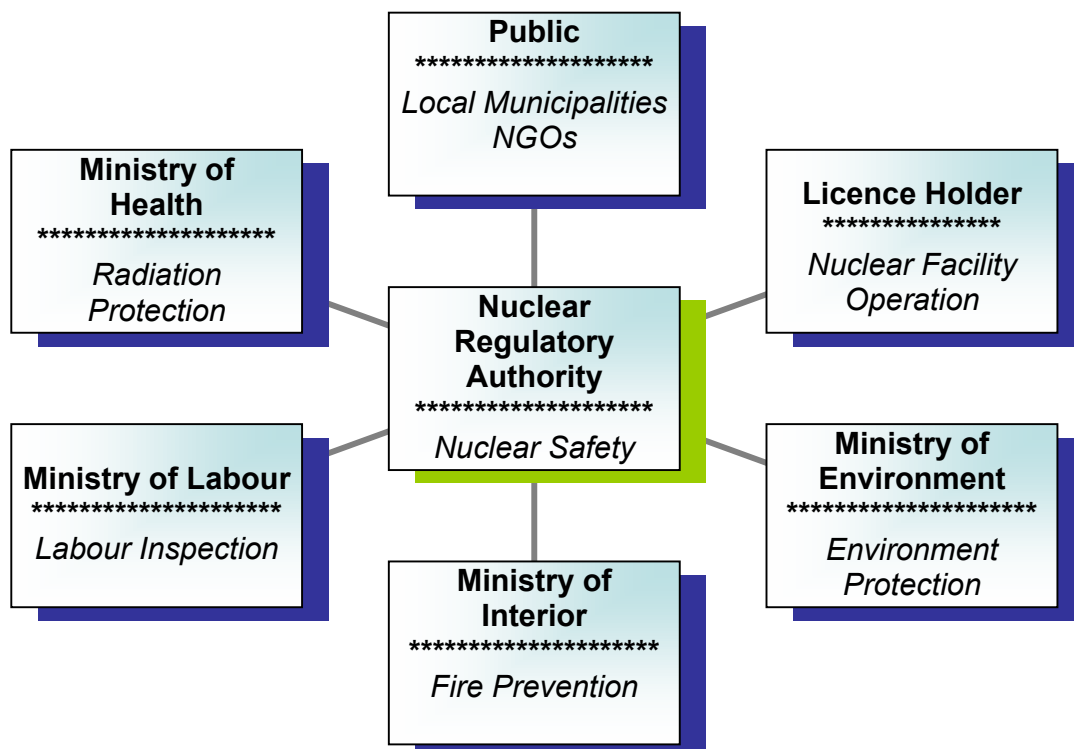 Public
********************
Local Municipalities
NGOs
Ministry of
Health
********************
Radiation
Protection
Licence Holder
***************
Nuclear Facility
Operation
Nuclear
Regulatory
Authority
********************
Nuclear Safety
Ministry of Labour
*********************
Labour Inspection
Ministry of
Environment
*********************
Environment
Protection
Ministry of
Interior
*********************
Fire Prevention